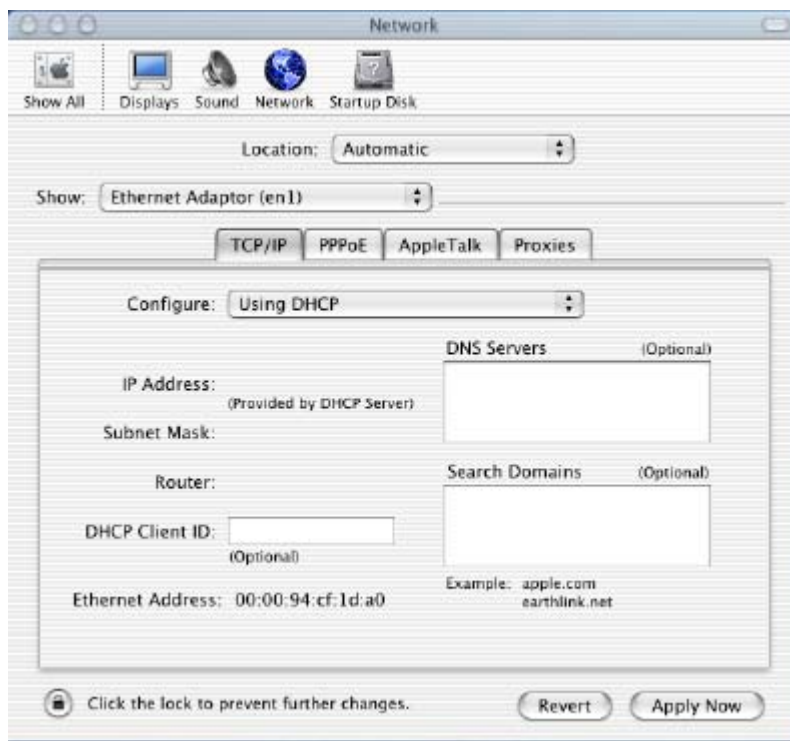 Network
Show All Displays Sound Network Startup Disk
Location: Automatic
Show: Ethernet Adaptor (en1)
TCP/IP PPPoE AppleTalk Proxies
Configure: Using DHCP
DNS Servers (Optional)
IP Address:
(Provided by DHCP Server)
Subnet Mask:
Search Domains (Optional)
Router:
DHCP Client ID:
(Optional)
Example: apple.com
earthlink.net
Ethernet Address: 00:00:94:cf:1d:a0
Click the lock to prevent further changes.
Revert Apply Now